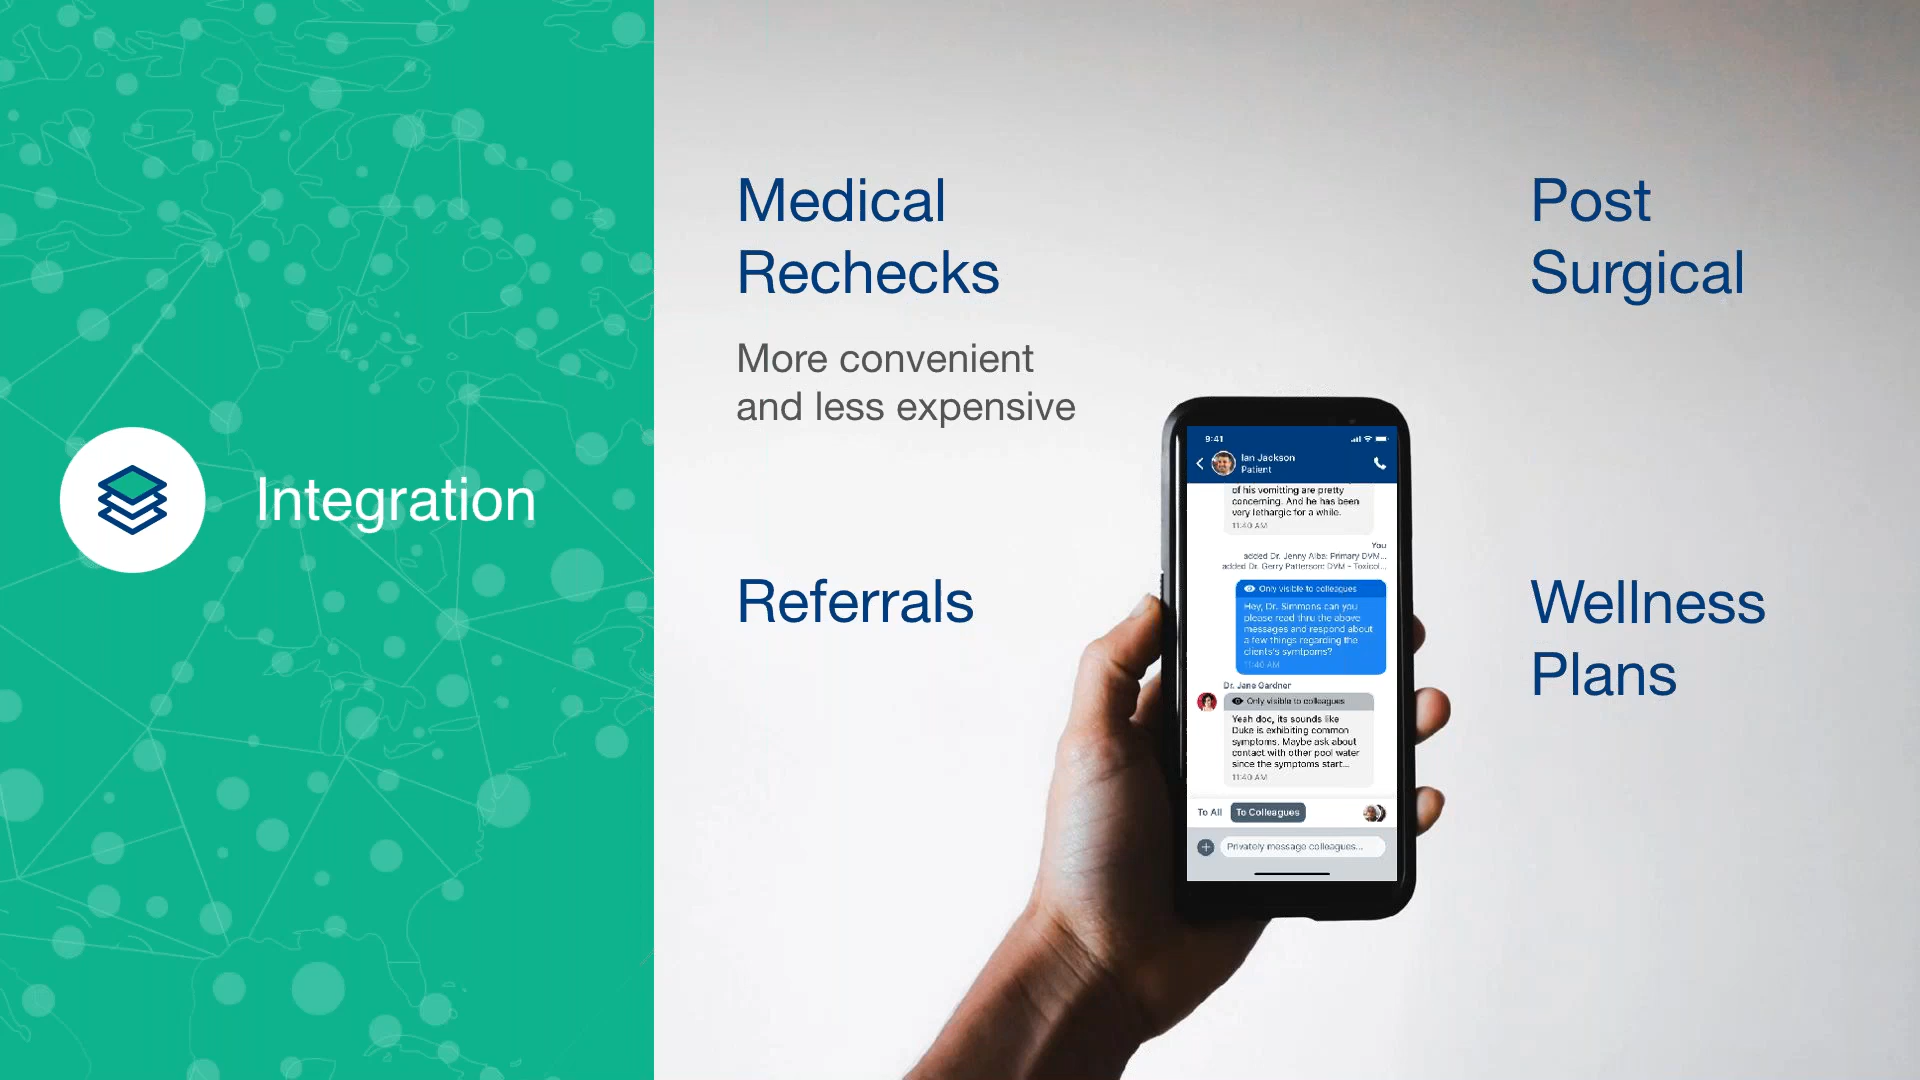 Integration
Medical
Rechecks
More convenient
and less expensive
Referrals
Post
Surgical
Wellness
Plans
9:41
Ian Jackson
Patient
of his vomitting are pretty
concerning. And he has been
very lethargic for a while.
11:40 AM
You
added Dr. Jenny Alba: Primary DVM...
added Dr. Gerry Patterson: DVM - Toxicol...
Only visible to colleagues
Hey, Dr. Simmons can you
please read thru the above
messages and respond about
a few things regarding the
clients's symtpoms?
11:40 AM
Dr. Jane Gardner
Only visible to colleagues
Yeah doc, its sounds like
Duke is exhibiting common
symptoms. Maybe ask about
contact with other pool water
since the symptoms start...
11:40 AM
To All To Colleagues
Privately message colleagues...